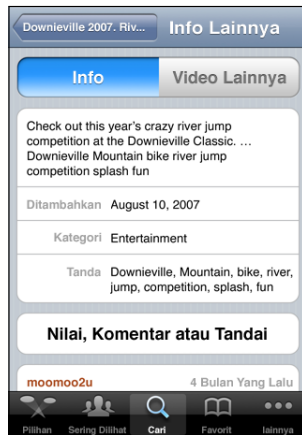 Downieville 2007. Riv... Info Lainnya
Info Video Lainnya
Check out this year's crazy river jump
competition at the Downieville Classic. ...
Downieville Mountain bike river jump
competition splash fun
Ditambahkan August 10, 2007
Kategori Entertainment
Tanda Downieville, Mountain, bike, river,
jump, competition, splash, fun
Nilai, Komentar atau Tandai
moomoo2u 4 Bulan Yang Lalu
Pilihan Sering Dilihat Cari Favorit lainnya